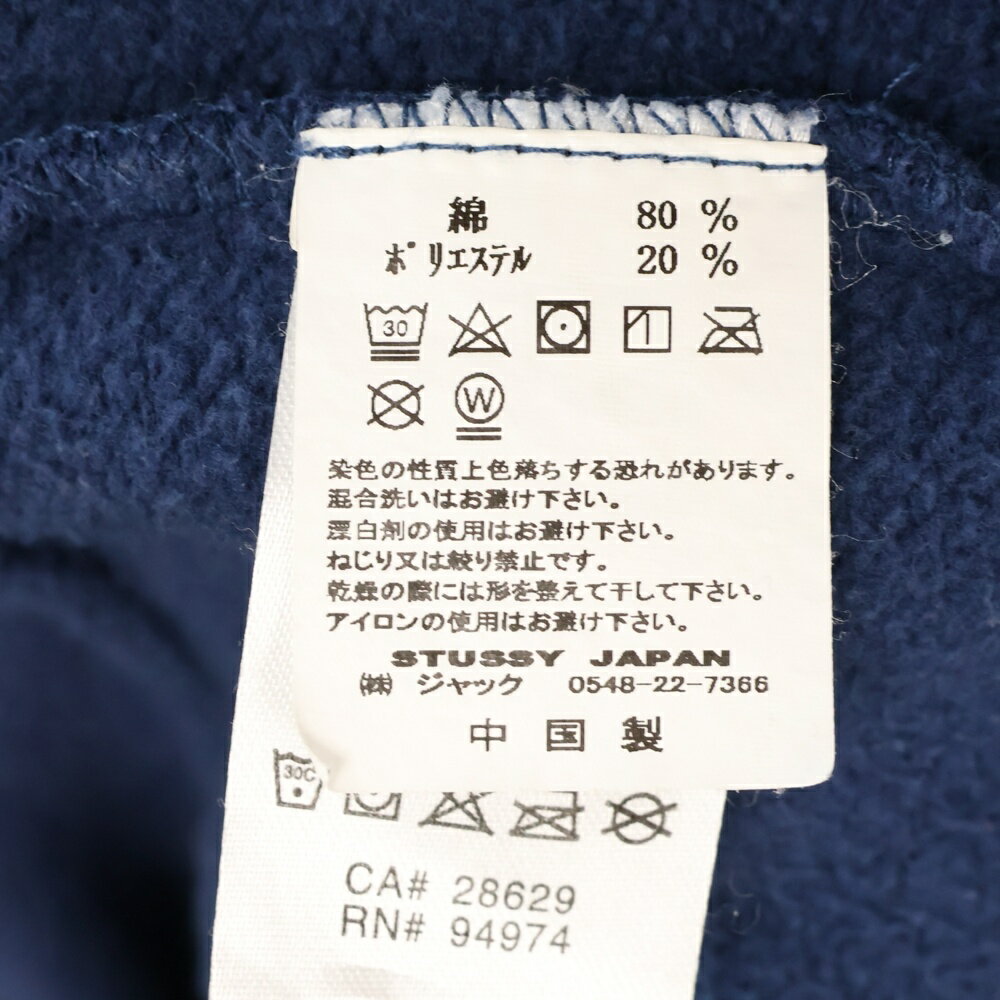 綿 80 %
ポリエステル 20 %
30
W
染色の性質上色落ちする恐れがあります。
混合洗いはお避け下さい。
漂白剤の使用はお避け下さい。
ねじり又は絞り禁止です。
乾燥の際には形を整えて干して下さい。
アイロンの使用はお避け下さい。
STUSSY JAPAN
㈱ ジャック 0548-22-7366
中国製
30C
CA# 28629
RN# 94974